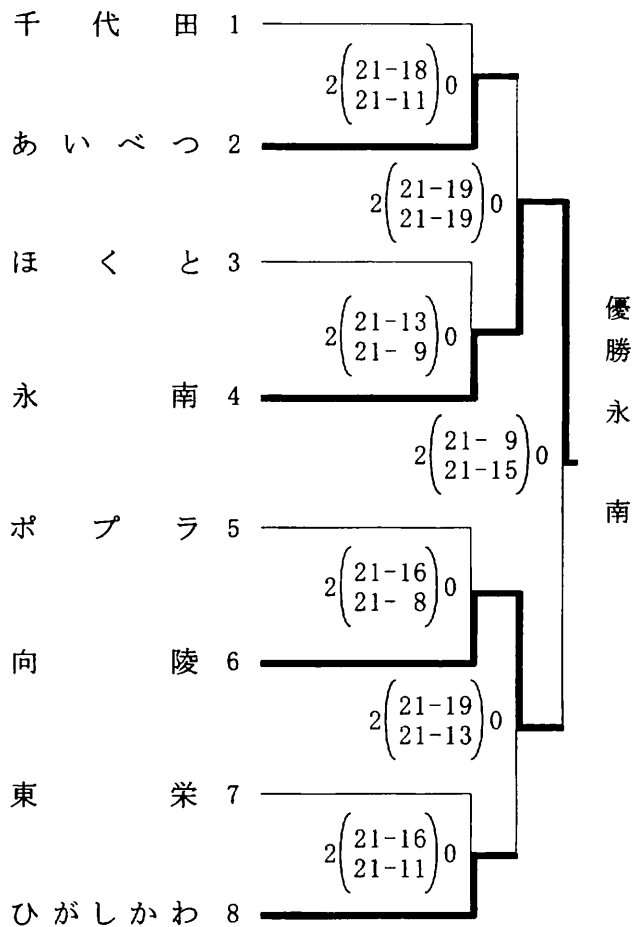 千代田 1
2(21-18 21-11)0
あいべつ 2
2(21-19 21-19)0
ほくと 3
2(21-13 21- 9)0
永南 4
優勝 永南
2(21- 9 21-15)0
ポプラ 5
2(21-16 21- 8)0
向陵 6
2(21-19 21-13)0
東栄 7
2(21-16 21-11)0
ひがしかわ 8